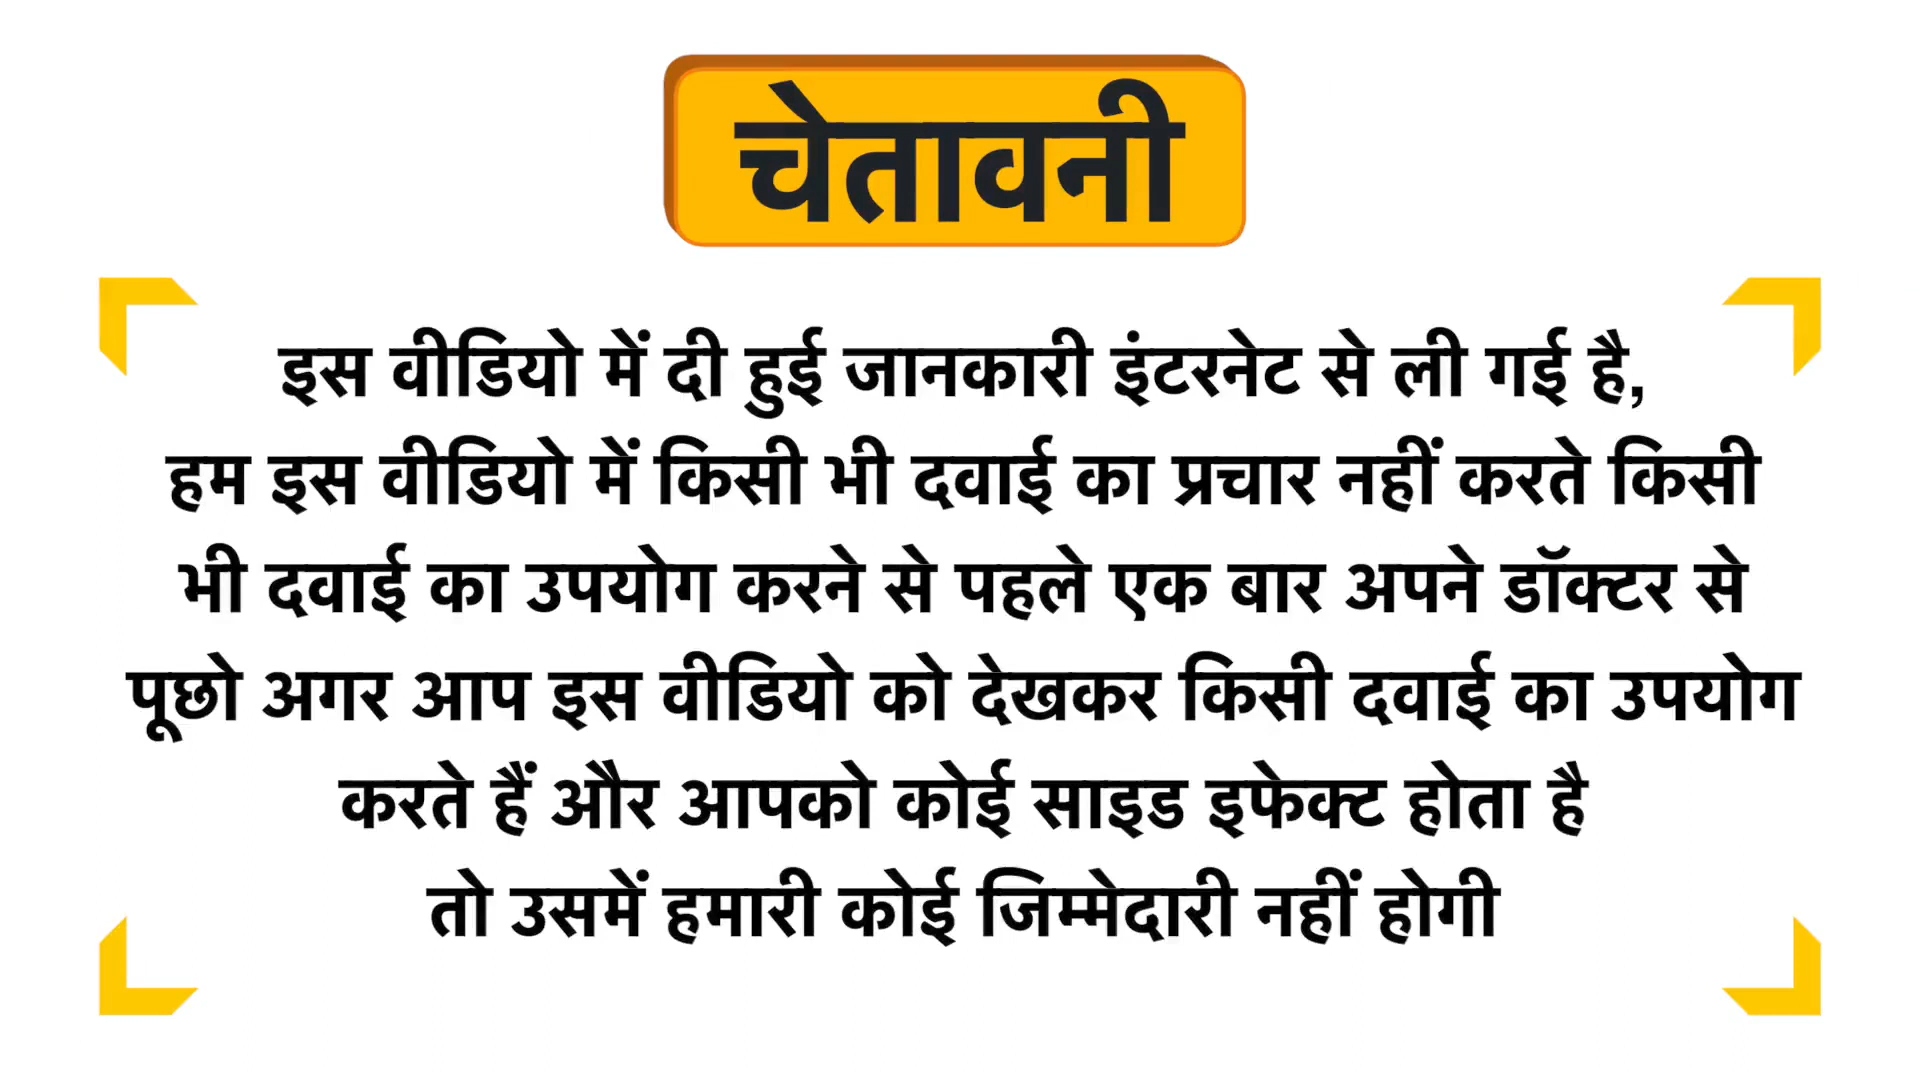 चेतावनी
इस वीडियो में दी हुई जानकारी इंटरनेट से ली गई है,
हम इस वीडियो में किसी भी दवाई का प्रचार नहीं करते किसी
भी दवाई का उपयोग करने से पहले एक बार अपने डॉक्टर से
पूछो अगर आप इस वीडियो को देखकर किसी दवाई का उपयोग
करते हैं और आपको कोई साइड इफेक्ट होता है
तो उसमें हमारी कोई जिम्मेदारी नहीं होगी